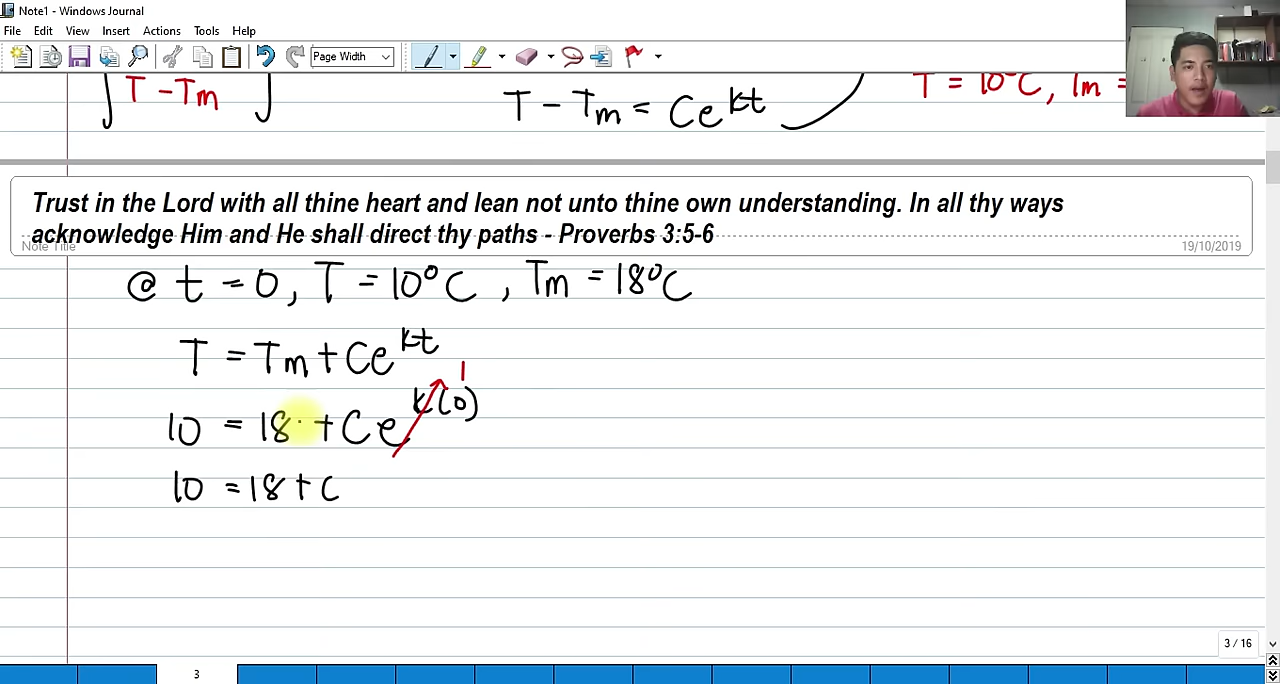 Note1 - Windows Journal
File Edit View Insert Actions Tools Help
Page Width
T - Tm
T - Tm = Ce^kt
T = 10°C, Tm =
Trust in the Lord with all thine heart and lean not unto thine own understanding. In all thy ways
acknowledge Him and He shall direct thy paths - Proverbs 3:5-6
Note Title
19/10/2019
@ t = 0, T = 10°C, Tm = 18°C
T = Tm + Ce^kt
1
10 = 18 + Ce^k(0)
10 = 18 + C
3 / 16
3